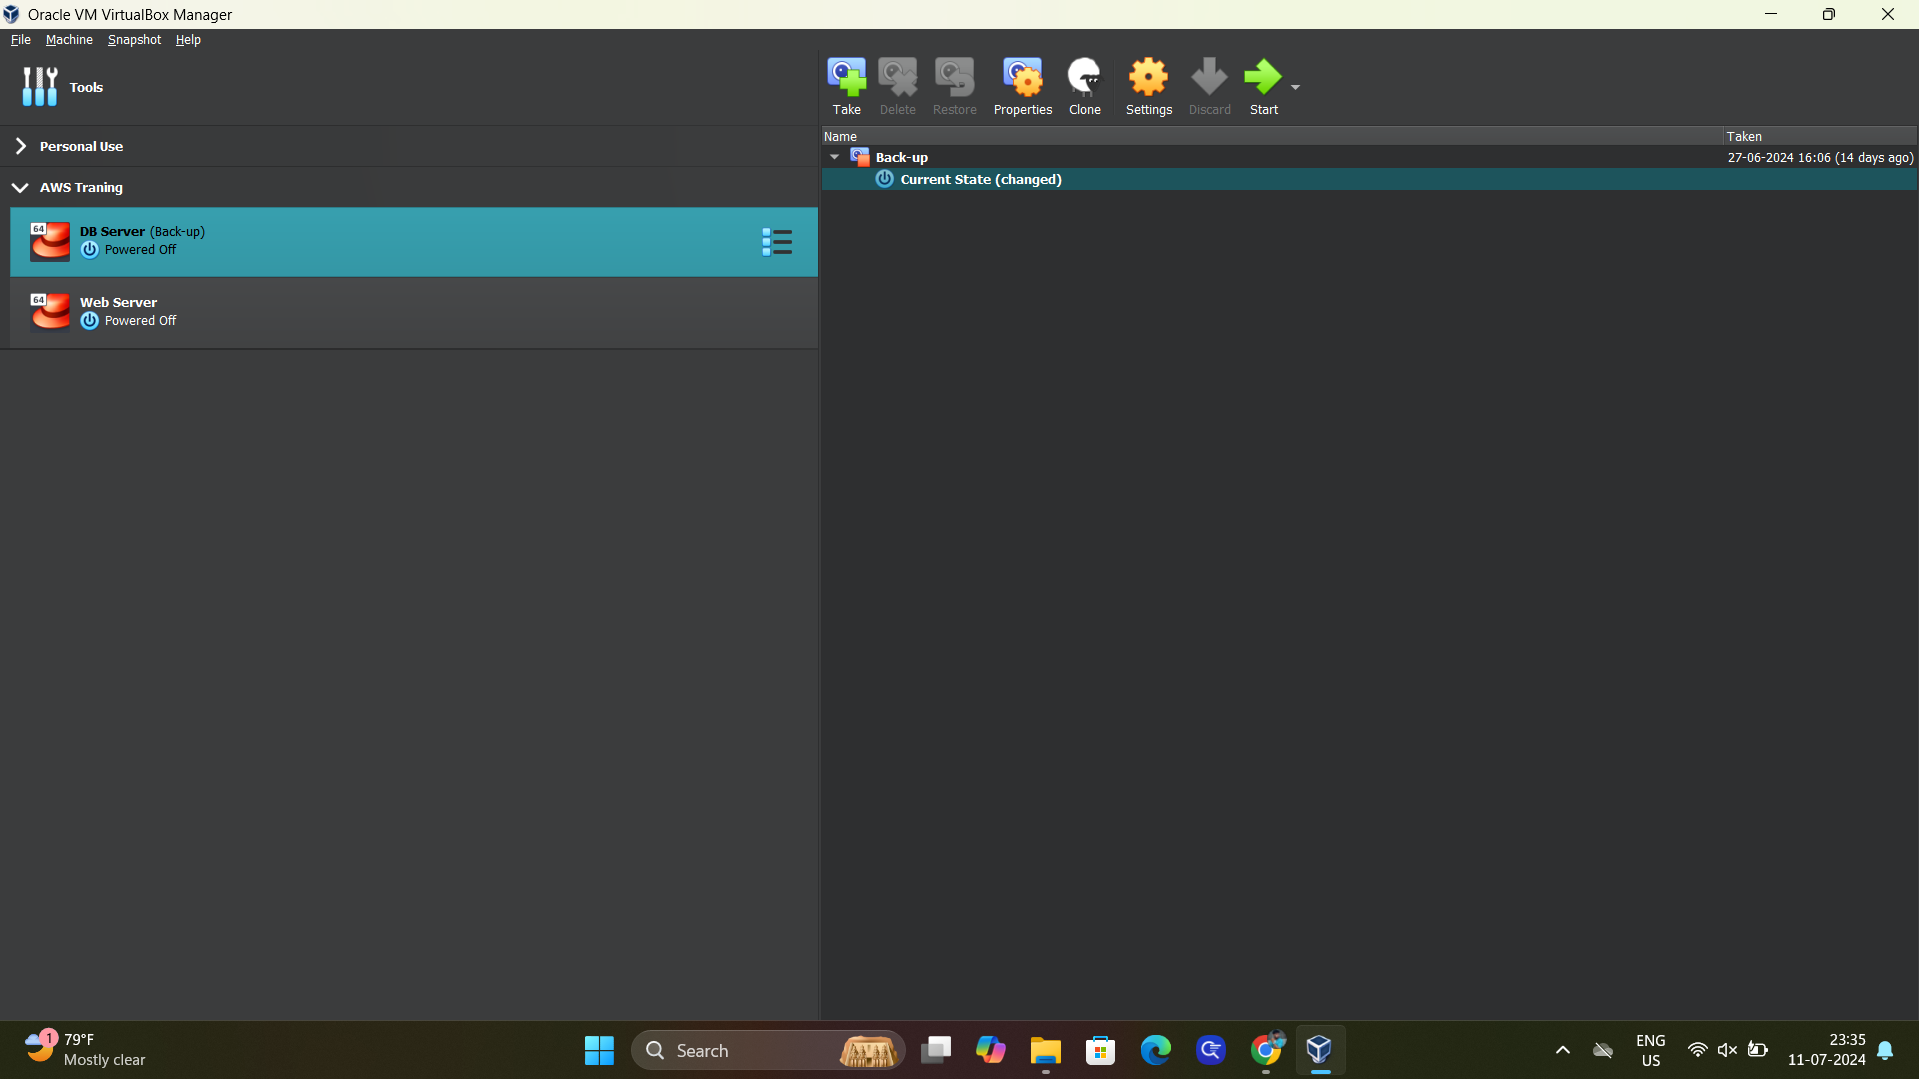 Oracle VM VirtualBox Manager
File Machine Snapshot Help
Tools
Take Delete Restore Properties Clone Settings Discard Start
Personal Use
AWS Traning
64 DB Server (Back-up)
Powered Off
64 Web Server
Powered Off
Name Taken
Back-up 27-06-2024 16:06 (14 days ago)
Current State (changed)
1 79°F
Mostly clear
Search
ENG
US
23:35
11-07-2024